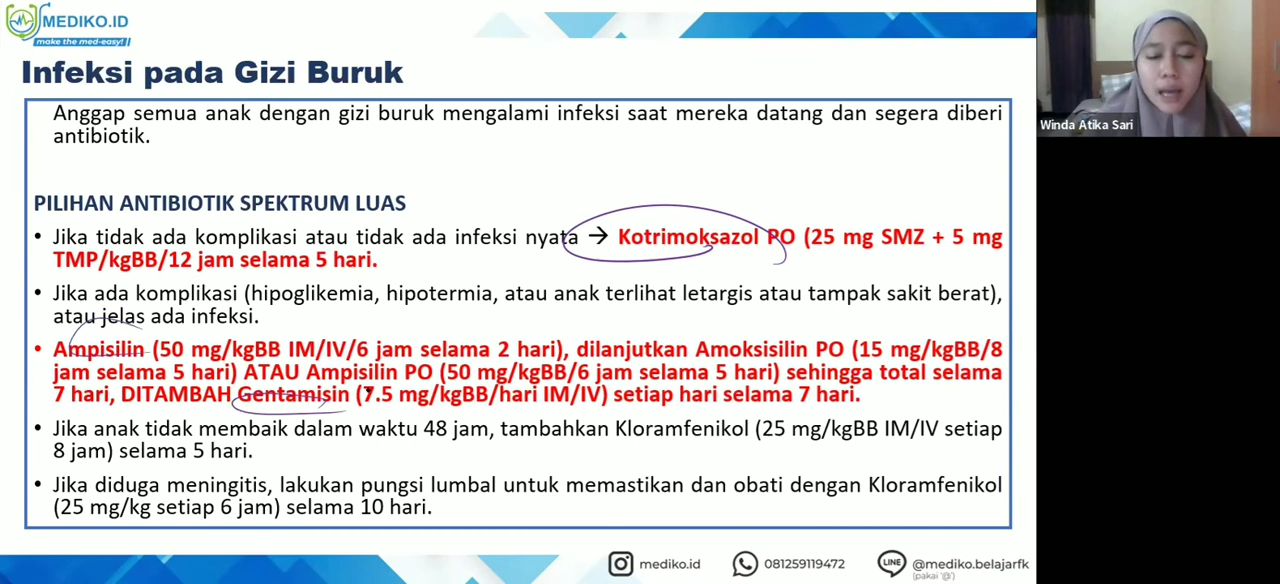 MEDIKO.ID
make the med-easy!
Infeksi pada Gizi Buruk
Anggap semua anak dengan gizi buruk mengalami infeksi saat mereka datang dan segera diberi
antibiotik.
PILIHAN ANTIBIOTIK SPEKTRUM LUAS
• Jika tidak ada komplikasi atau tidak ada infeksi nyata → Kotrimoksazol PO (25 mg SMZ + 5 mg
TMP/kgBB/12 jam selama 5 hari.
• Jika ada komplikasi (hipoglikemia, hipotermia, atau anak terlihat letargis atau tampak sakit berat),
atau jelas ada infeksi.
• Ampisilin (50 mg/kgBB IM/IV/6 jam selama 2 hari), dilanjutkan Amoksisilin PO (15 mg/kgBB/8
jam selama 5 hari) ATAU Ampisilin PO (50 mg/kgBB/6 jam selama 5 hari) sehingga total selama
7 hari, DITAMBAH Gentamisin (7.5 mg/kgBB/hari IM/IV) setiap hari selama 7 hari.
• Jika anak tidak membaik dalam waktu 48 jam, tambahkan Kloramfenikol (25 mg/kgBB IM/IV setiap
8 jam) selama 5 hari.
• Jika diduga meningitis, lakukan pungsi lumbal untuk memastikan dan obati dengan Kloramfenikol
(25 mg/kg setiap 6 jam) selama 10 hari.
mediko.id
081259119472
LINE
@mediko.belajarfk
(pakai '@')
Winda Atika Sari